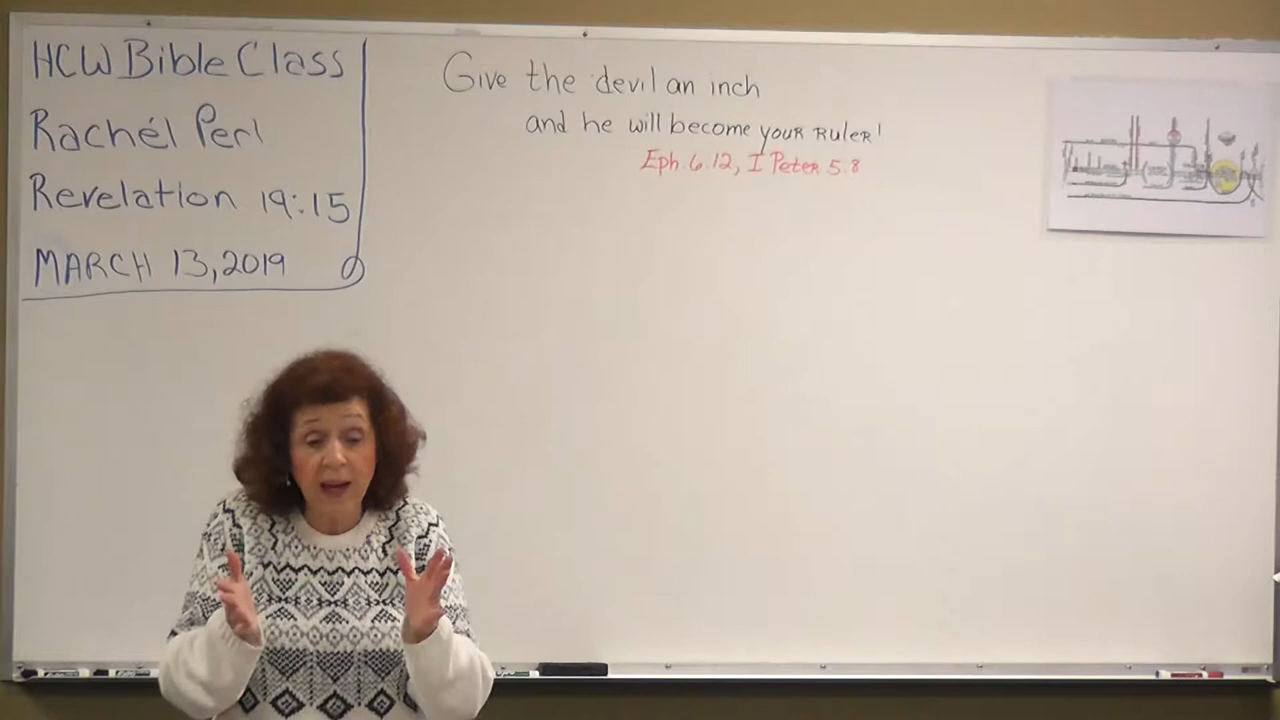 HCW Bible Class
Rachél Perl
Revelation 19:15
MARCH 13, 2019
Give the devil an inch
and he will become your ruler!
Eph. 6.12, I Peter 5.8